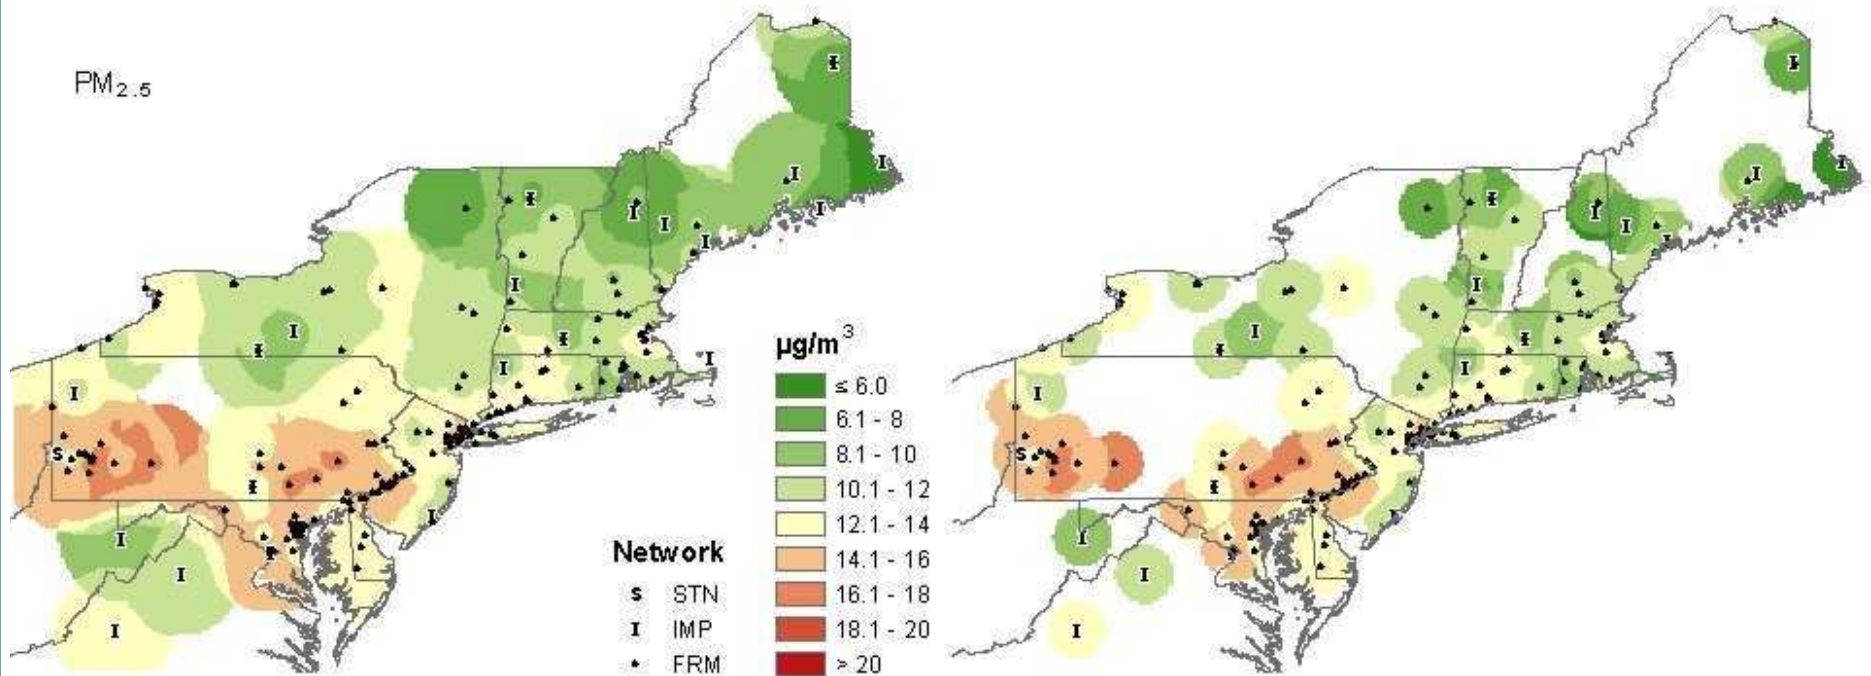 PM2.5
µg/m3
≤ 6.0
6.1 - 8
8.1 - 10
10.1 - 12
12.1 - 14
14.1 - 16
16.1 - 18
18.1 - 20
> 20
Network
S STN
I IMP
FRM